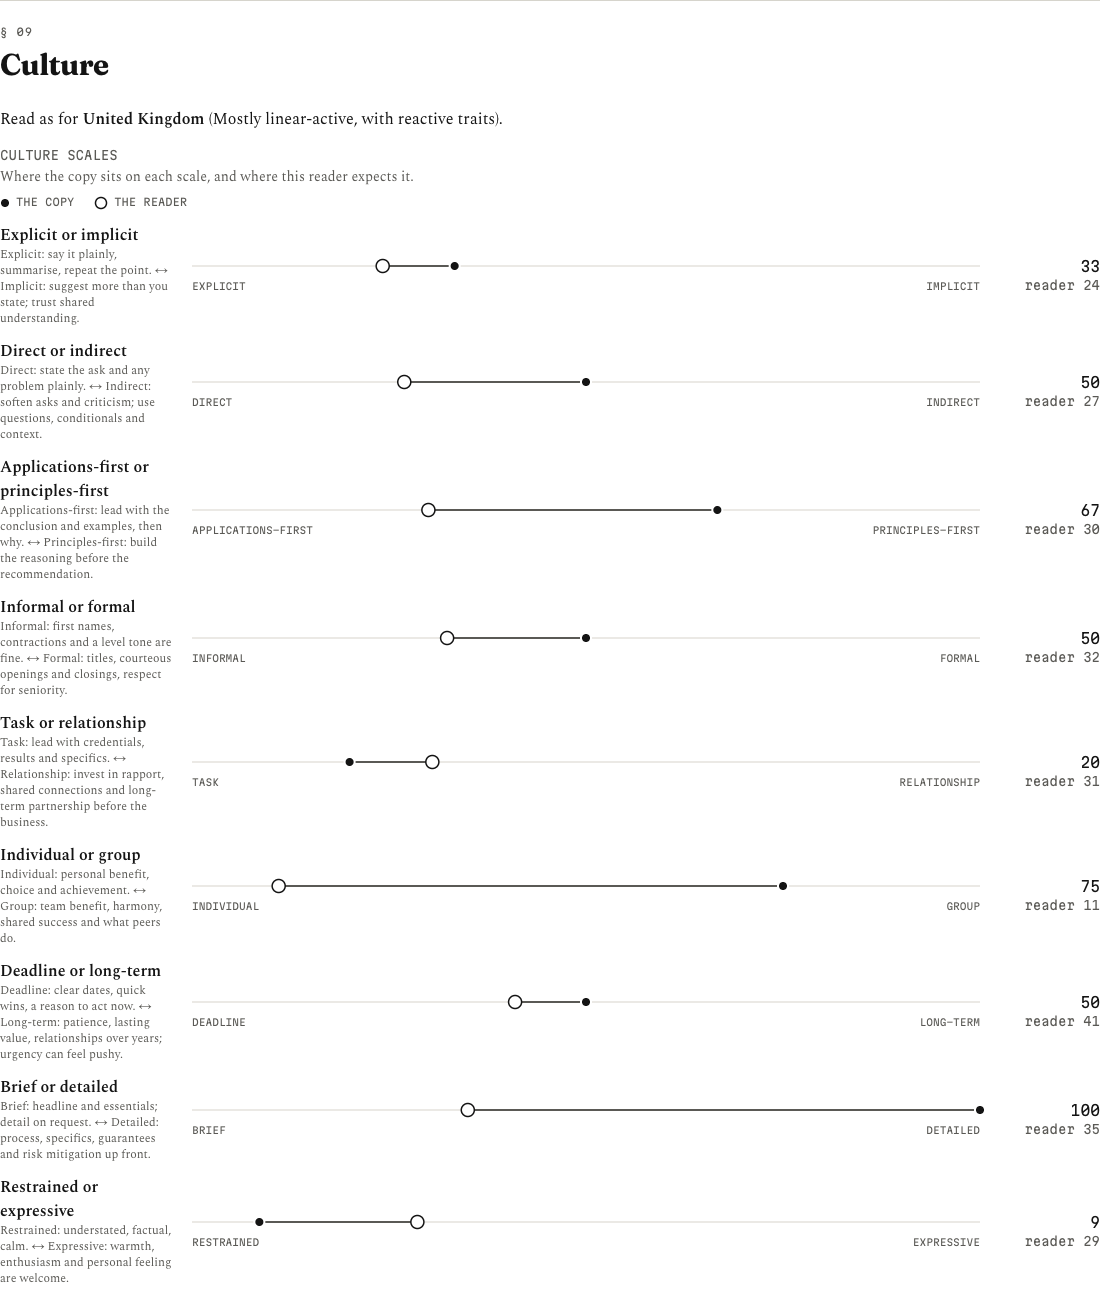 § 09
Culture
Read as for United Kingdom (Mostly linear-active, with reactive traits).
CULTURE SCALES
Where the copy sits on each scale, and where this reader expects it.
THE COPY THE READER
Explicit or implicit
Explicit: say it plainly,
summarise, repeat the point. ↔
Implicit: suggest more than you
state; trust shared
understanding.
EXPLICIT
IMPLICIT
33
reader 24
Direct or indirect
Direct: state the ask and any
problem plainly. ↔ Indirect:
soften asks and criticism; use
questions, conditionals and
context.
DIRECT
INDIRECT
50
reader 27
Applications-first or
principles-first
Applications-first: lead with the
conclusion and examples, then
why. ↔ Principles-first: build
the reasoning before the
recommendation.
APPLICATIONS-FIRST
PRINCIPLES-FIRST
67
reader 30
Informal or formal
Informal: first names,
contractions and a level tone are
fine. ↔ Formal: titles, courteous
openings and closings, respect
for seniority.
INFORMAL
FORMAL
50
reader 32
Task or relationship
Task: lead with credentials,
results and specifics. ↔
Relationship: invest in rapport,
shared connections and long-
term partnership before the
business.
TASK
RELATIONSHIP
20
reader 31
Individual or group
Individual: personal benefit,
choice and achievement. ↔
Group: team benefit, harmony,
shared success and what peers
do.
INDIVIDUAL
GROUP
75
reader 11
Deadline or long-term
Deadline: clear dates, quick
wins, a reason to act now. ↔
Long-term: patience, lasting
value, relationships over years;
urgency can feel pushy.
DEADLINE
LONG-TERM
50
reader 41
Brief or detailed
Brief: headline and essentials;
detail on request. ↔ Detailed:
process, specifics, guarantees
and risk mitigation up front.
BRIEF
DETAILED
100
reader 35
Restrained or
expressive
Restrained: understated, factual,
calm. ↔ Expressive: warmth,
enthusiasm and personal feeling
are welcome.
RESTRAINED
EXPRESSIVE
9
reader 29